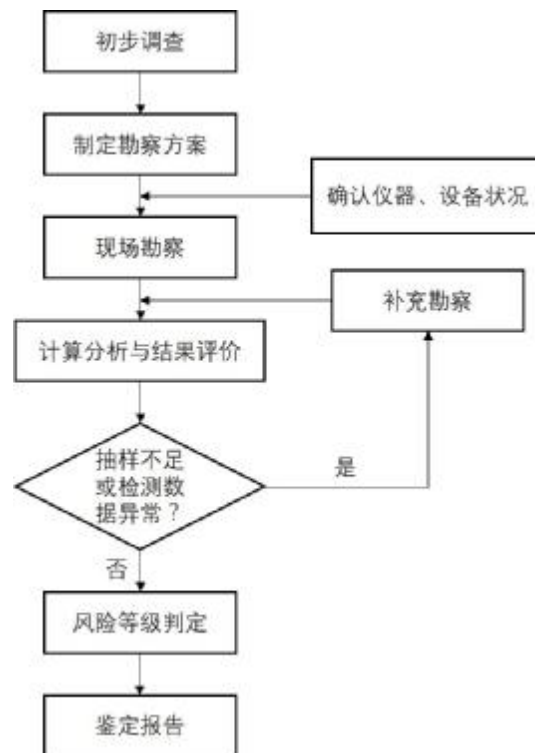 初步调查
制定勘察方案
确认仪器、设备状况
现场勘察
补充勘察
计算分析与结果评价
抽样不足
或检测数
据异常？
是
否
风险等级判定
鉴定报告